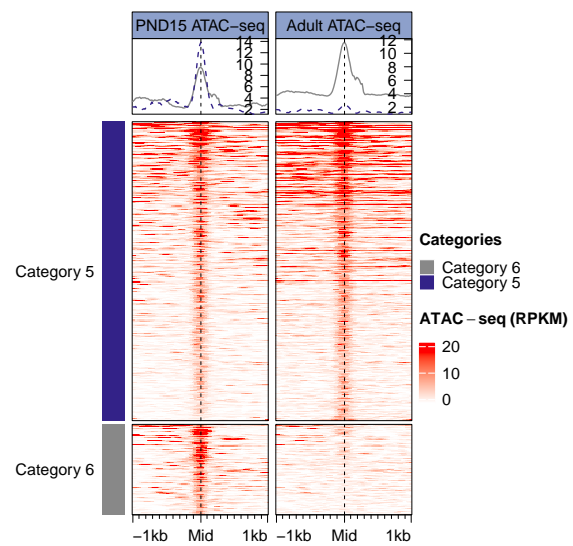 PND15 ATAC−seq
Adult ATAC−seq
14
12
10
8
6
4
2
12
10
8
6
4
2
Category 5
Category 6
Categories
Category 6
Category 5
ATAC − seq (RPKM)
20
10
0
−1kb Mid 1kb
−1kb Mid 1kb